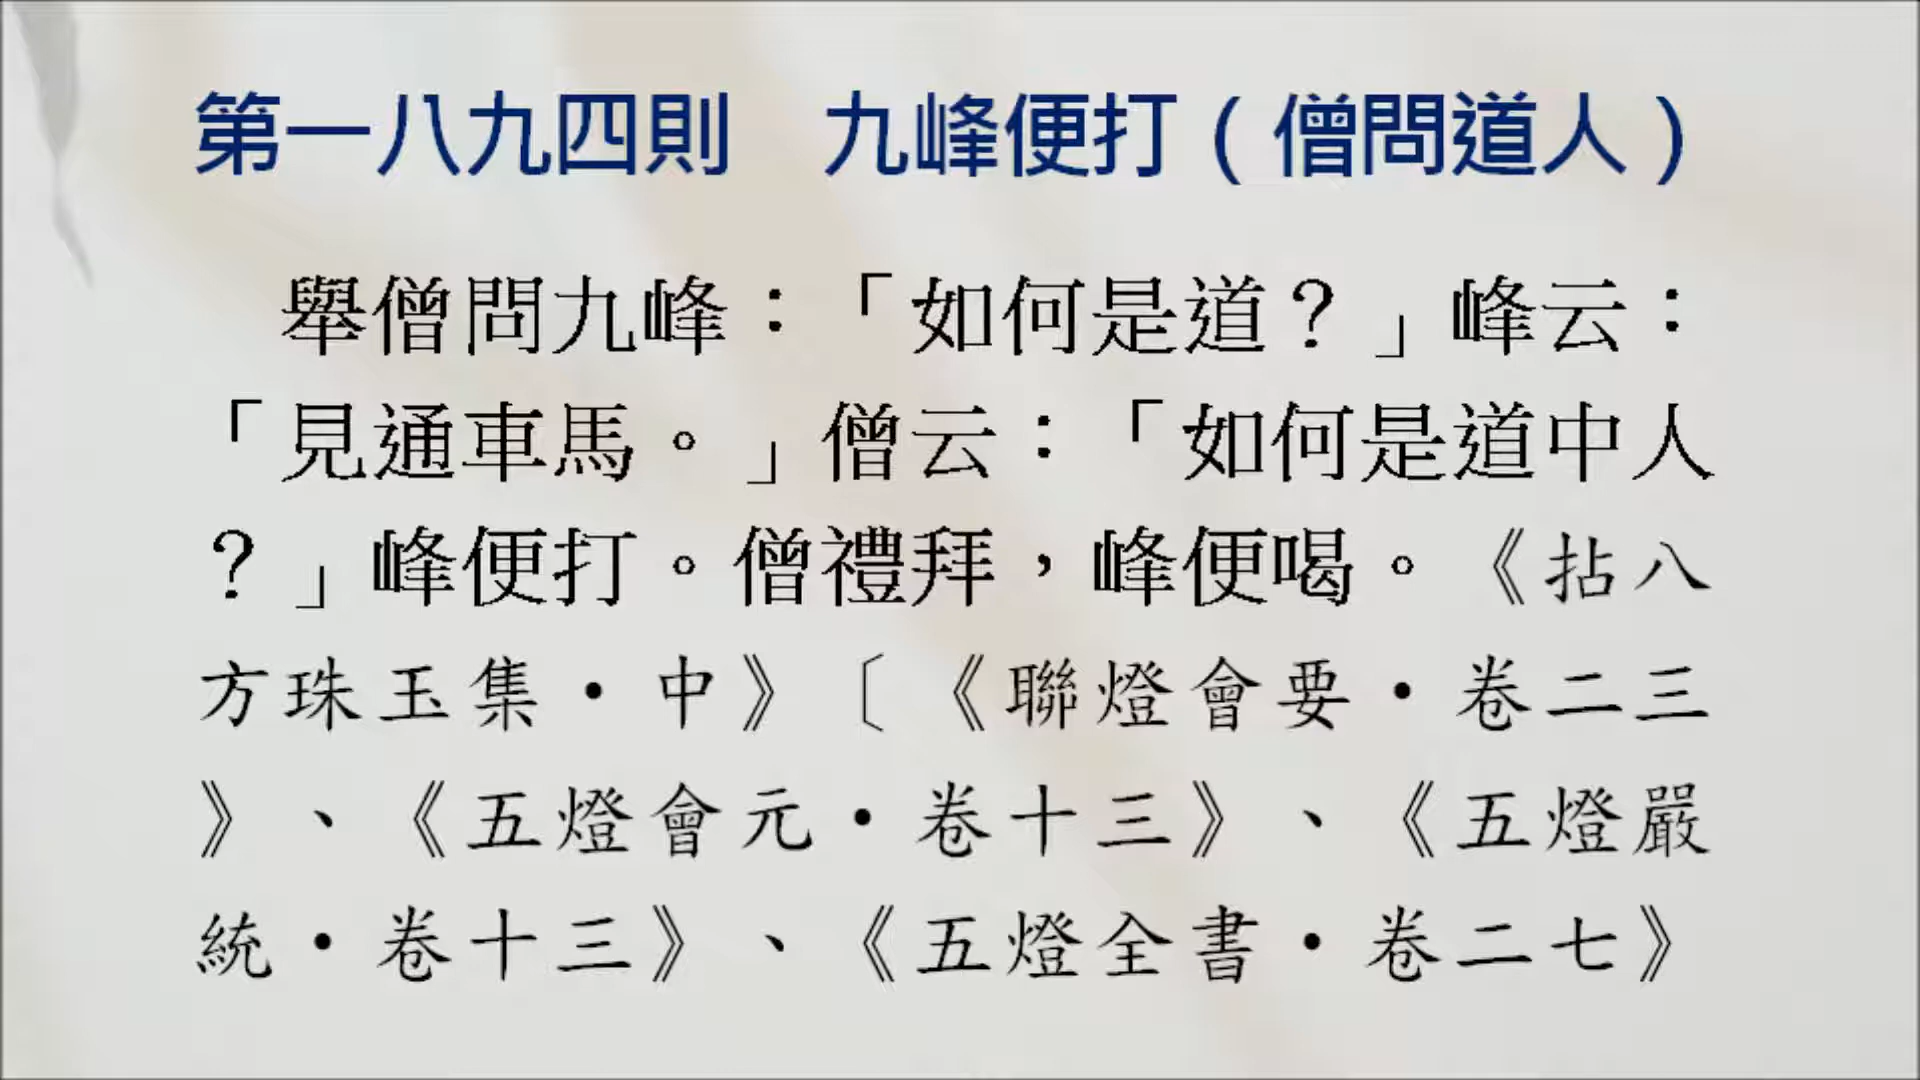 第一八九四則　九峰便打（僧問道人）
舉僧問九峰：「如何是道？」峰云：
「見通車馬。」僧云：「如何是道中人
？」峰便打。僧禮拜，峰便喝。《拈八
方珠玉集·中》〔《聯燈會要·卷二三
》、《五燈會元·卷十三》、《五燈嚴
統·卷十三》、《五燈全書·卷二七》